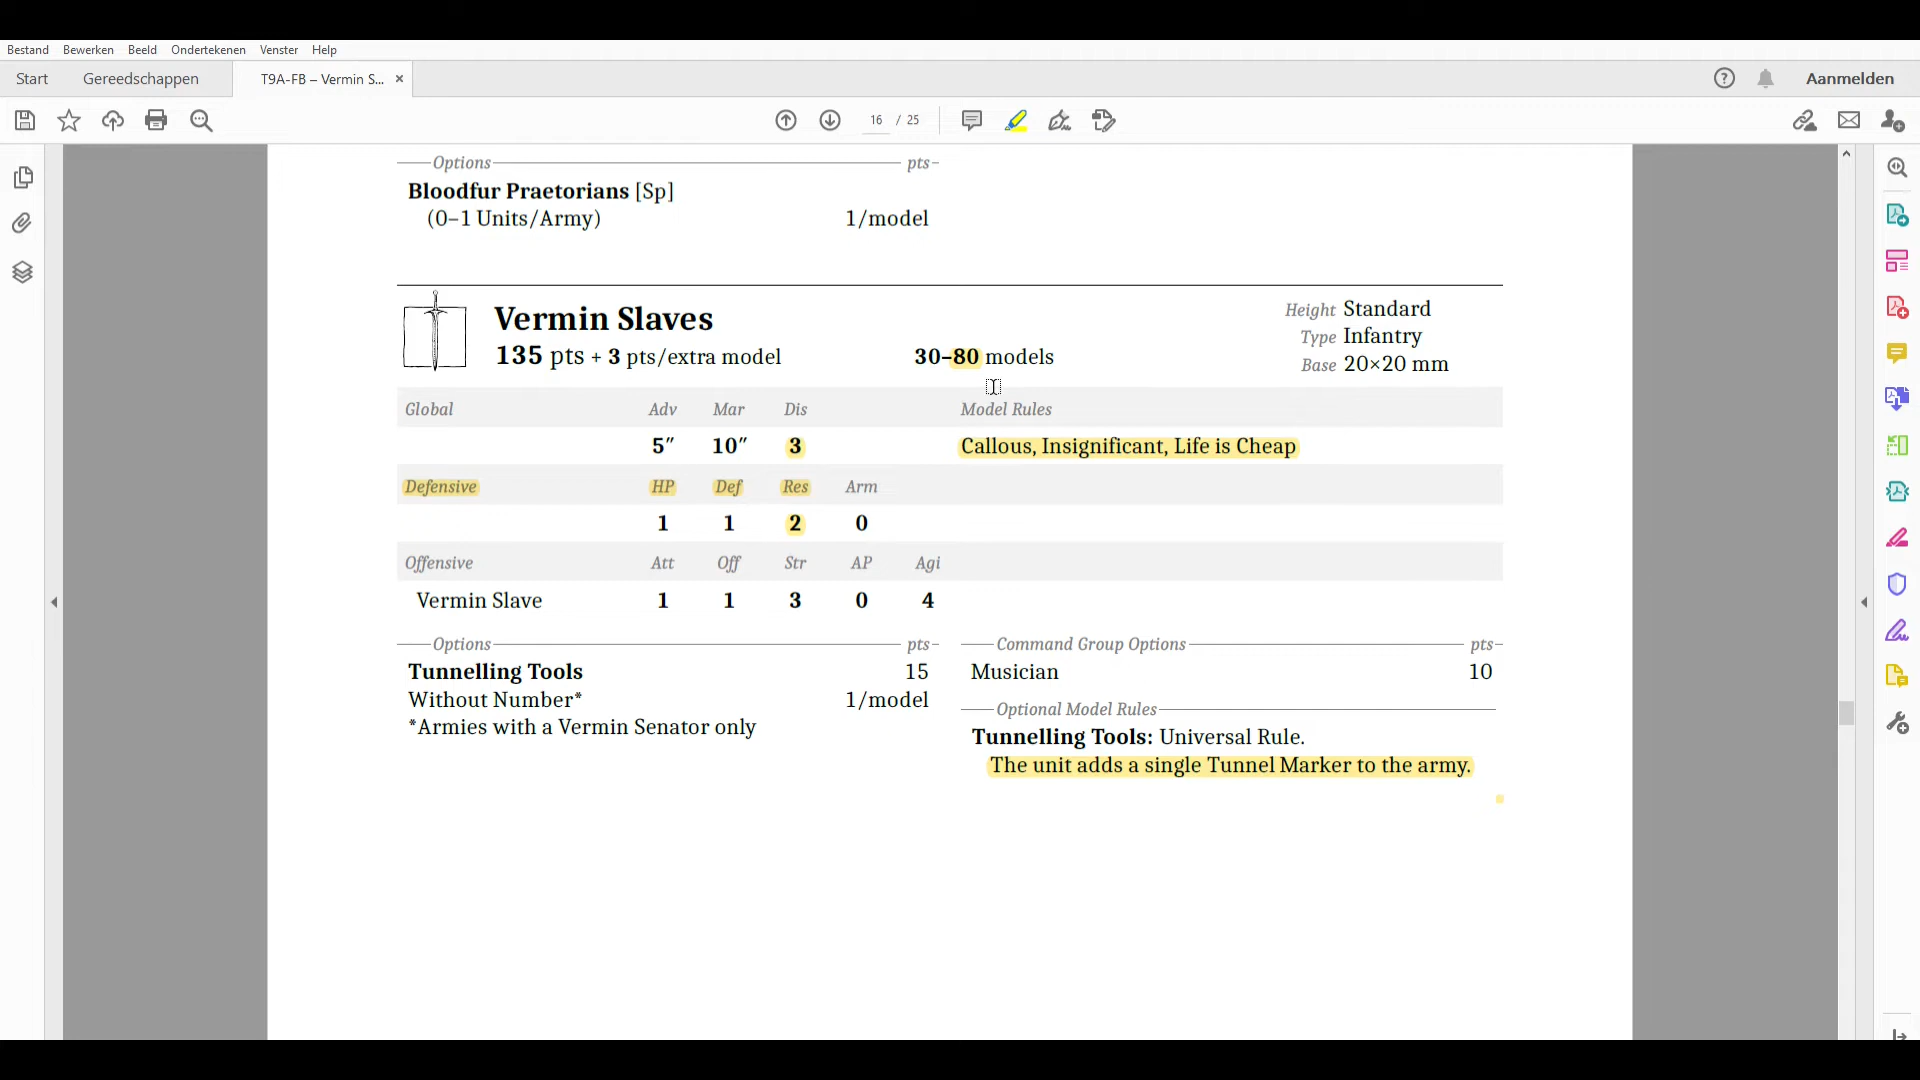 Bestand Bewerken Beeld Ondertekenen Venster Help
Start Gereedschappen T9A-FB – Vermin S... × Aanmelden
16 / 25
Options pts
Bloodfur Praetorians [Sp]
(0–1 Units/Army) 1/model
Vermin Slaves
135 pts + 3 pts/extra model 30–80 models
Height Standard
Type Infantry
Base 20×20 mm
Global Adv Mar Dis Model Rules
5″ 10″ 3 Callous, Insignificant, Life is Cheap
Defensive HP Def Res Arm
1 1 2 0
Offensive Att Off Str AP Agi
Vermin Slave 1 1 3 0 4
Options pts
Tunnelling Tools 15
Without Number* 1/model
*Armies with a Vermin Senator only
Command Group Options pts
Musician 10
Optional Model Rules
Tunnelling Tools: Universal Rule.
The unit adds a single Tunnel Marker to the army.